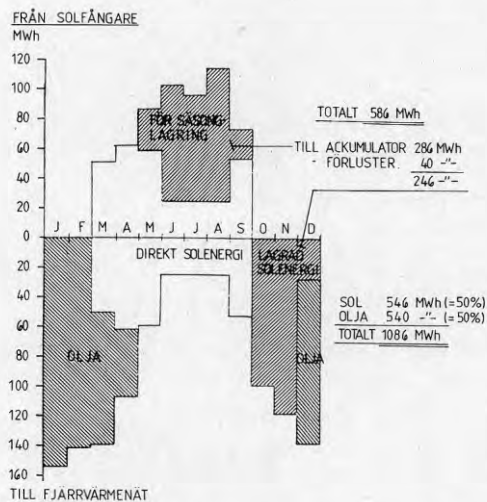 FRÅN SOLFÅNGARE
MWh
120
100
80
60
40
20
0
FÖR SÄSONG-
LAGRING
TOTALT 586 MWh
TILL ACKUMULATOR 286 MWh
- FÖRLUSTER 40 -"-
246 -"-
J F M A M J J A S O N D
DIREKT SOLENERGI
LAGRAD
SOLENERGI
20
40
60
80
100
120
140
160
OLJA
OLJA
SOL 546 MWh (=50%)
OLJA 540 -"- (=50%)
TOTALT 1086 MWh
TILL FJÄRRVÄRMENÄT